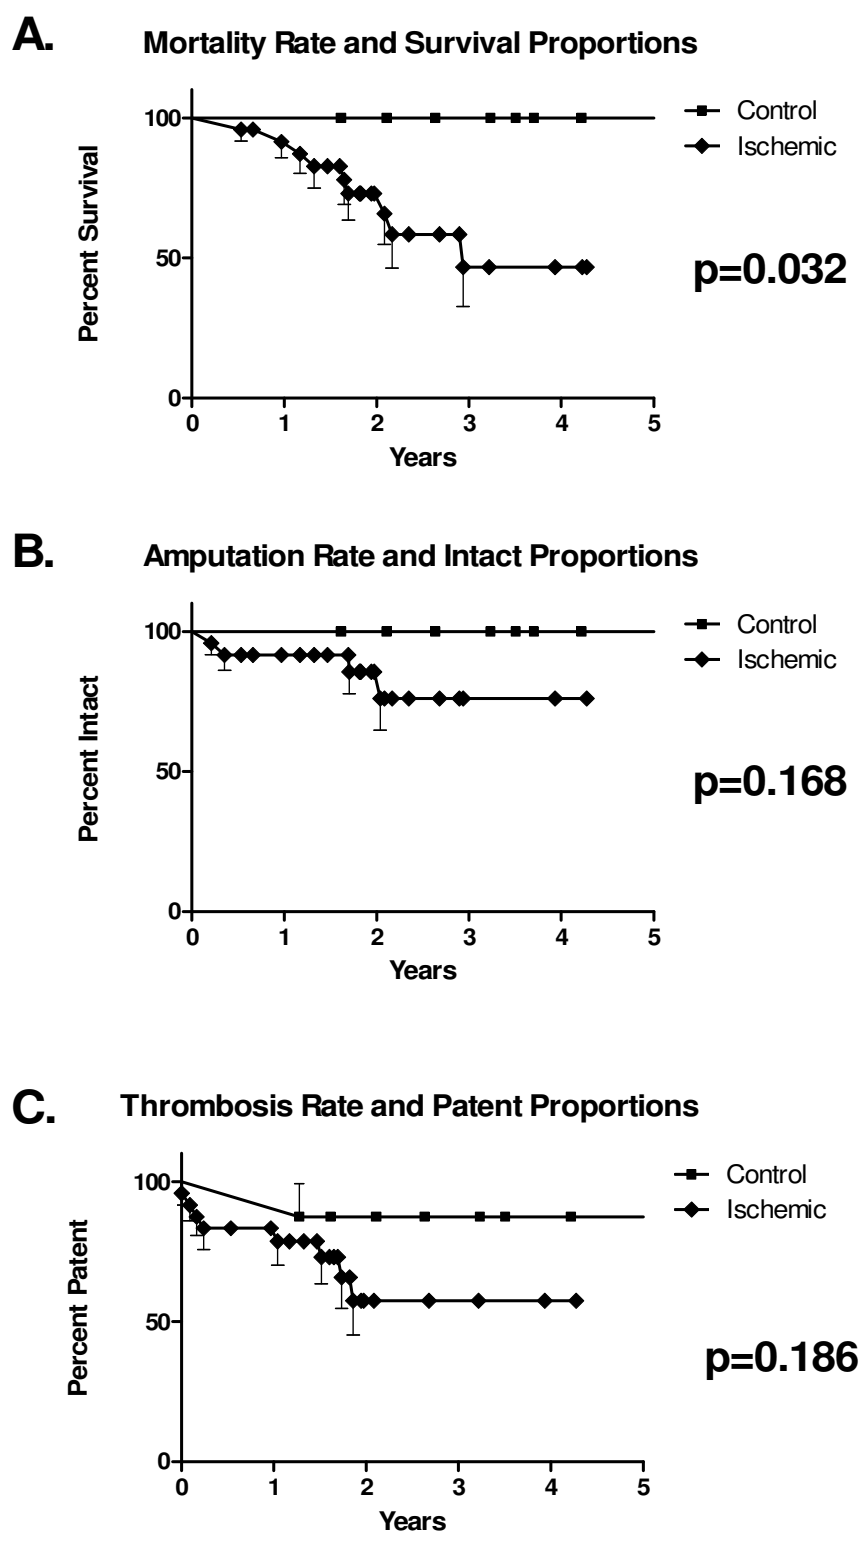 A.
Mortality Rate and Survival Proportions
Control
Ischemic
Percent Survival
100
50
0
p=0.032
0 1 2 3 4 5
Years
B.
Amputation Rate and Intact Proportions
Control
Ischemic
Percent Intact
100
50
0
p=0.168
0 1 2 3 4 5
Years
C.
Thrombosis Rate and Patent Proportions
Control
Ischemic
Percent Patent
100
50
0
p=0.186
0 1 2 3 4 5
Years